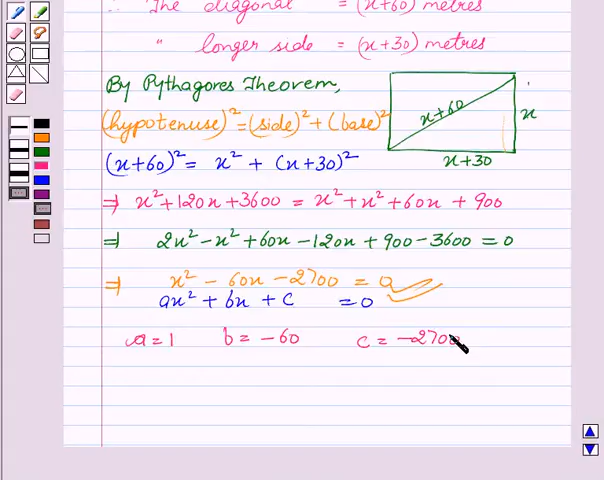 ∴ The diagonal = (x+60) metres
" longer side = (x+30) metres
By Pythagores Theorem,
(hypotenuse)² = (side)² + (base)²
x+60
x
x+30
(x+60)² = x² + (x+30)²
⇒ x² + 120x + 3600 = x² + x² + 60x + 900
⇒ 2x² - x² + 60x - 120x + 900 - 3600 = 0
⇒ x² - 60x - 2700 = 0
ax² + bx + c = 0
a = 1 b = -60 c = -2700